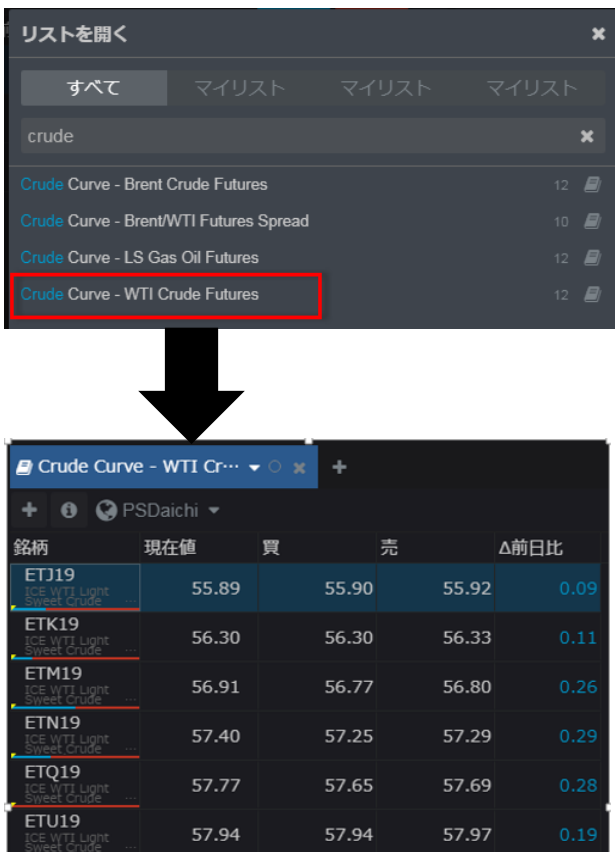 リストを開く
すべて マイリスト マイリスト マイリスト
crude
Crude Curve - Brent Crude Futures 12
Crude Curve - Brent/WTI Futures Spread 10
Crude Curve - LS Gas Oil Futures 12
Crude Curve - WTI Crude Futures 12
Crude Curve - WTI Cr…
PSDaichi
銘柄 現在値 買 売 Δ前日比
ETJ19 55.89 55.90 55.92 0.09
ICE WTI Light
Sweet Crude ...
ETK19 56.30 56.30 56.33 0.11
ICE WTI Light
Sweet Crude ...
ETM19 56.91 56.77 56.80 0.26
ICE WTI Light
Sweet Crude ...
ETN19 57.40 57.25 57.29 0.29
ICE WTI Light
Sweet Crude ...
ETQ19 57.77 57.65 57.69 0.28
ICE WTI Light
Sweet Crude ...
ETU19 57.94 57.94 57.97 0.19
ICE WTI Light
Sweet Crude ...